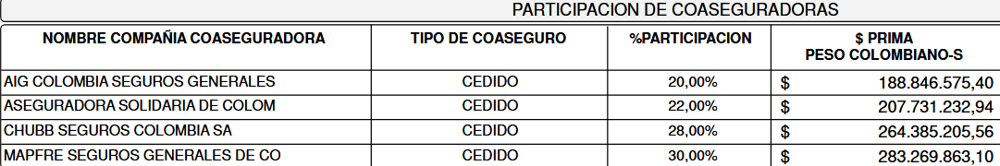 PARTICIPACION DE COASEGURADORAS
NOMBRE COMPAÑIA COASEGURADORA TIPO DE COASEGURO %PARTICIPACION $ PRIMA
PESO COLOMBIANO-S
AIG COLOMBIA SEGUROS GENERALES CEDIDO 20,00% $ 188.846.575,40
ASEGURADORA SOLIDARIA DE COLOM CEDIDO 22,00% $ 207.731.232,94
CHUBB SEGUROS COLOMBIA SA CEDIDO 28,00% $ 264.385.205,56
MAPFRE SEGUROS GENERALES DE CO CEDIDO 30,00% $ 283.269.863,10